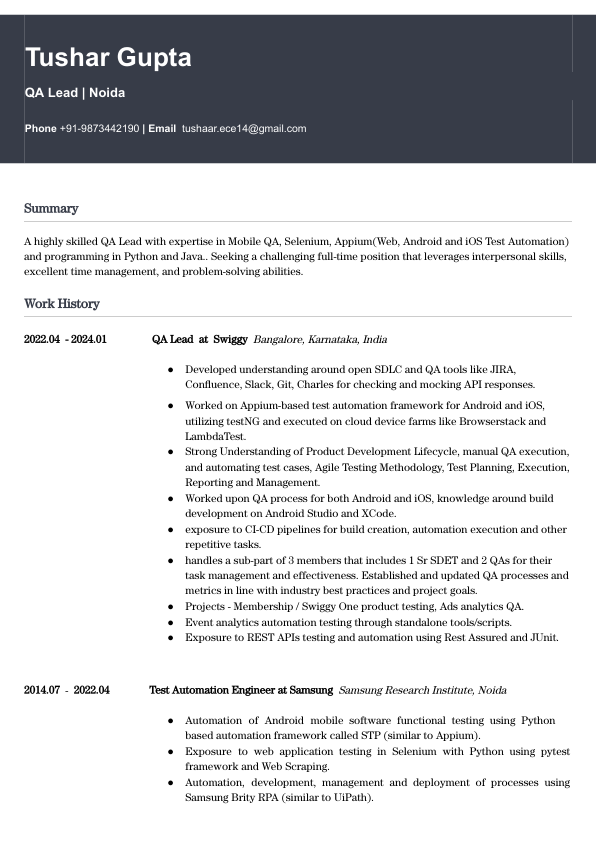 Tushar Gupta
QA Lead | Noida
Phone +91-9873442190 | Email tushaar.ece14@gmail.com
Summary
A highly skilled QA Lead with expertise in Mobile QA, Selenium, Appium(Web, Android and iOS Test Automation)
and programming in Python and Java.. Seeking a challenging full-time position that leverages interpersonal skills,
excellent time management, and problem-solving abilities.
Work History
2022.04 - 2024.01 QA Lead at Swiggy Bangalore, Karnataka, India
● Developed understanding around open SDLC and QA tools like JIRA,
Confluence, Slack, Git, Charles for checking and mocking API responses.
● Worked on Appium-based test automation framework for Android and iOS,
utilizing testNG and executed on cloud device farms like Browserstack and
LambdaTest.
● Strong Understanding of Product Development Lifecycle, manual QA execution,
and automating test cases, Agile Testing Methodology, Test Planning, Execution,
Reporting and Management.
● Worked upon QA process for both Android and iOS, knowledge around build
development on Android Studio and XCode.
● exposure to CI-CD pipelines for build creation, automation execution and other
repetitive tasks.
● handles a sub-part of 3 members that includes 1 Sr SDET and 2 QAs for their
task management and effectiveness. Established and updated QA processes and
metrics in line with industry best practices and project goals.
● Projects - Membership / Swiggy One product testing, Ads analytics QA.
● Event analytics automation testing through standalone tools/scripts.
● Exposure to REST APIs testing and automation using Rest Assured and JUnit.
2014.07 - 2022.04 Test Automation Engineer at Samsung Samsung Research Institute, Noida
● Automation of Android mobile software functional testing using Python
based automation framework called STP (similar to Appium).
● Exposure to web application testing in Selenium with Python using pytest
framework and Web Scraping.
● Automation, development, management and deployment of processes using
Samsung Brity RPA (similar to UiPath).